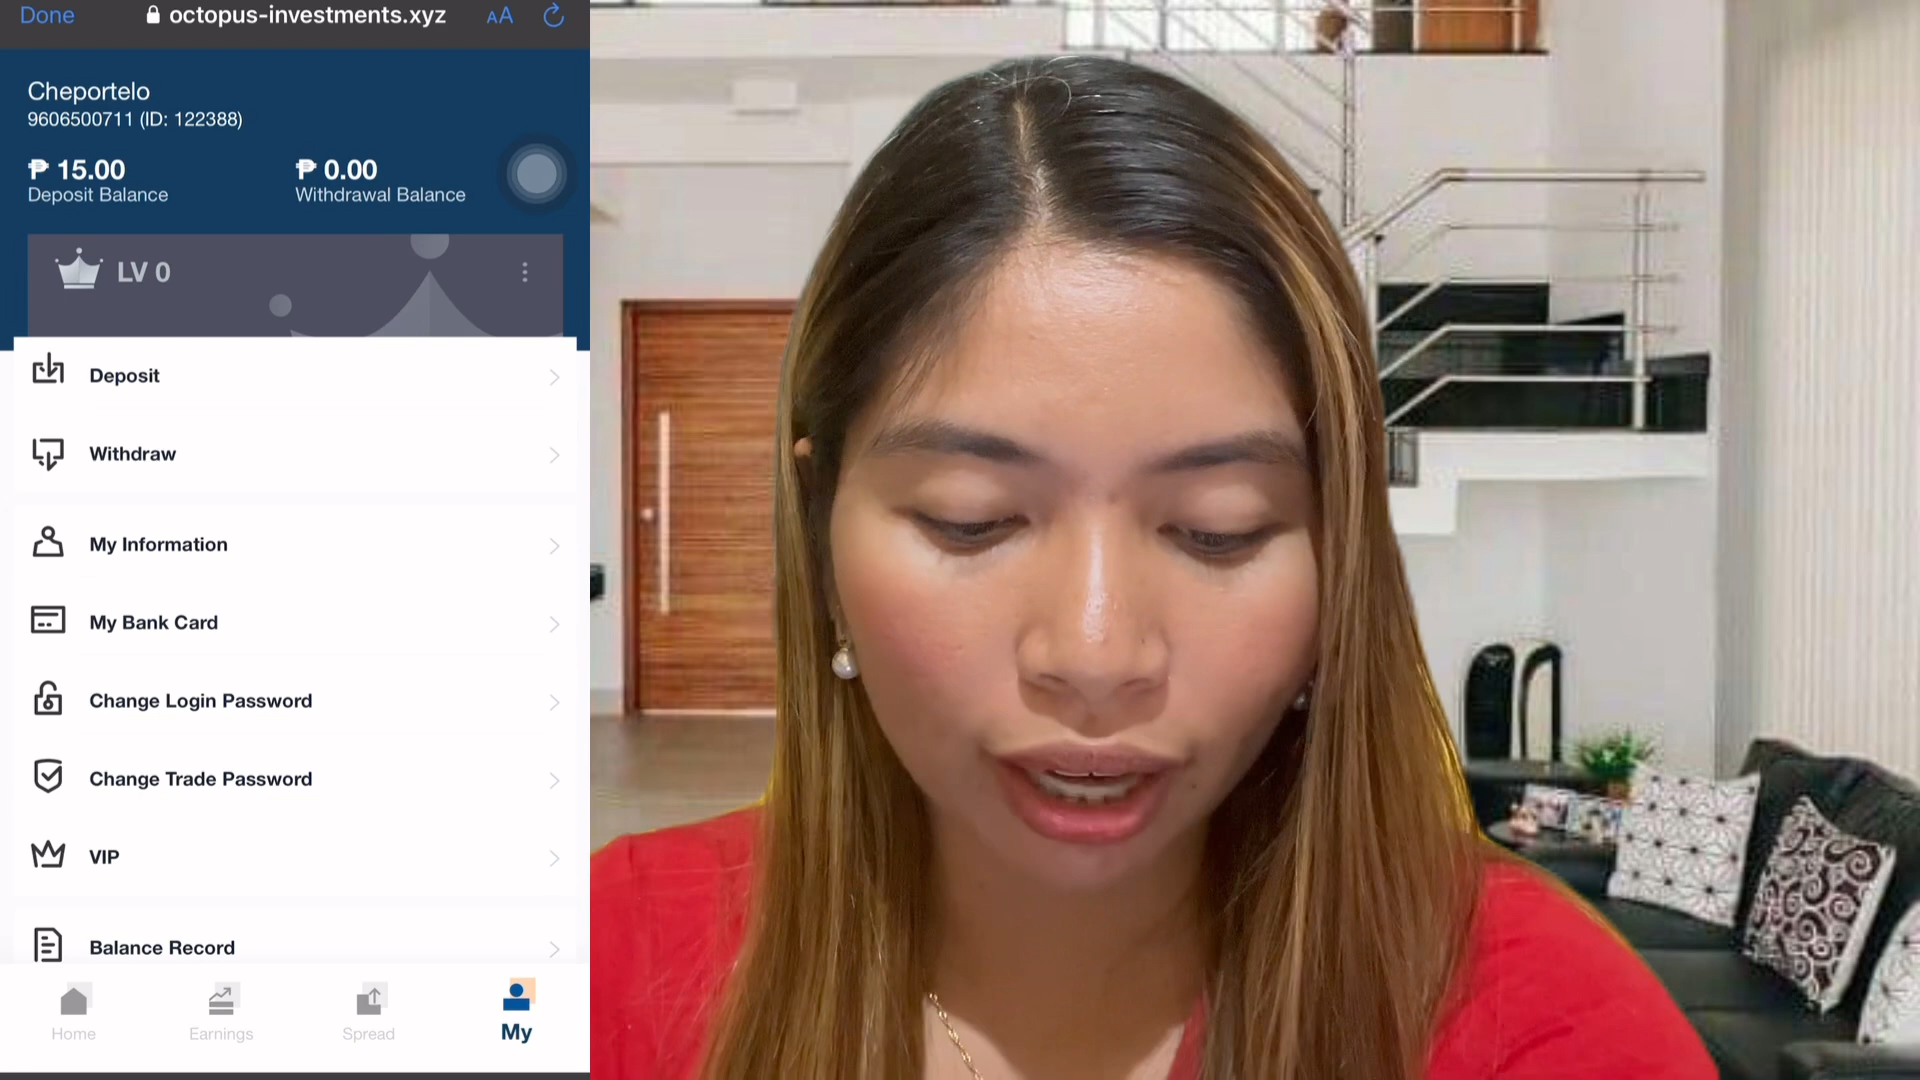 Done
octopus-investments.xyz
AA
Cheportelo
9606500711 (ID: 122388)
₱ 15.00
₱ 0.00
Deposit Balance
Withdrawal Balance
LV 0
Deposit
Withdraw
My Information
My Bank Card
Change Login Password
Change Trade Password
VIP
Balance Record
Home
Earnings
Spread
My